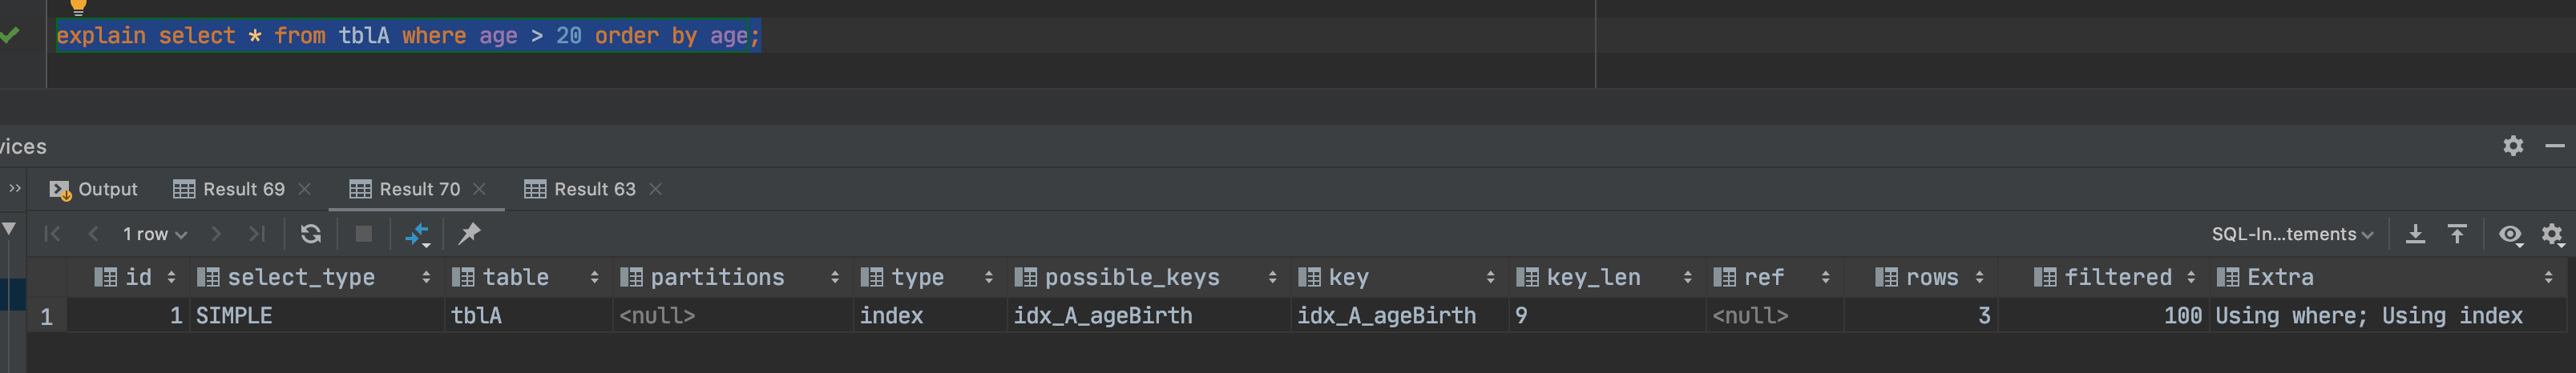 explain select * from tblA where age > 20 order by age;
vices
Output Result 69 Result 70 Result 63
1 row SQL-In...tements
id select_type table partitions type possible_keys key key_len ref rows filtered Extra
1 1 SIMPLE tblA <null> index idx_A_ageBirth idx_A_ageBirth 9 <null> 3 100 Using where; Using index